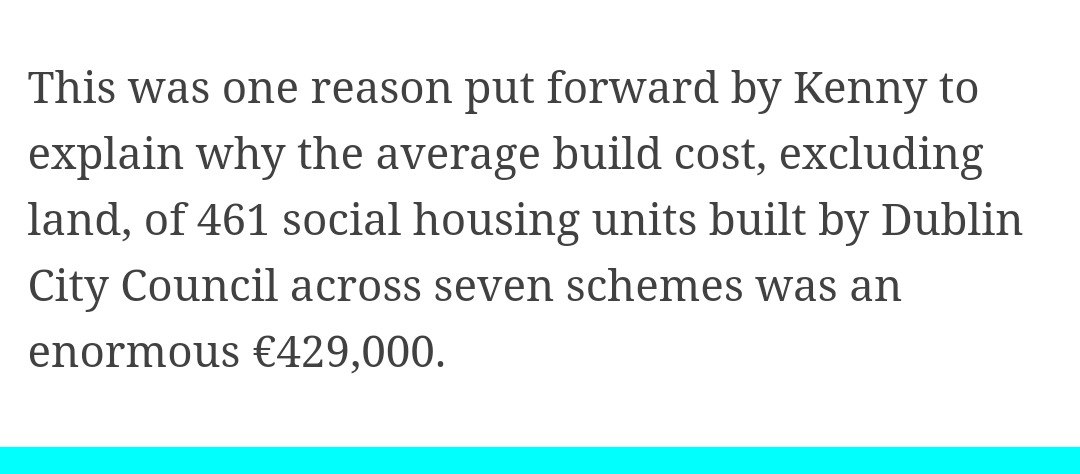 This was one reason put forward by Kenny to
explain why the average build cost, excluding
land, of 461 social housing units built by Dublin
City Council across seven schemes was an
enormous €429,000.